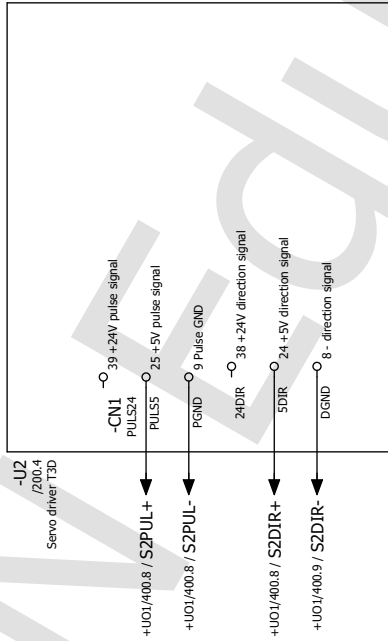 -U2
/200.4
Servo driver T3D
-CN1
PULS24
39 +24V pulse signal
PULS5
25 +5V pulse signal
PGND
9 Pulse GND
24DIR
38 +24V direction signal
5DIR
24 +5V direction signal
DGND
8 - direction signal
+UO1/400.8 / S2PUL+
+UO1/400.8 / S2PUL-
+UO1/400.8 / S2DIR+
+UO1/400.9 / S2DIR-